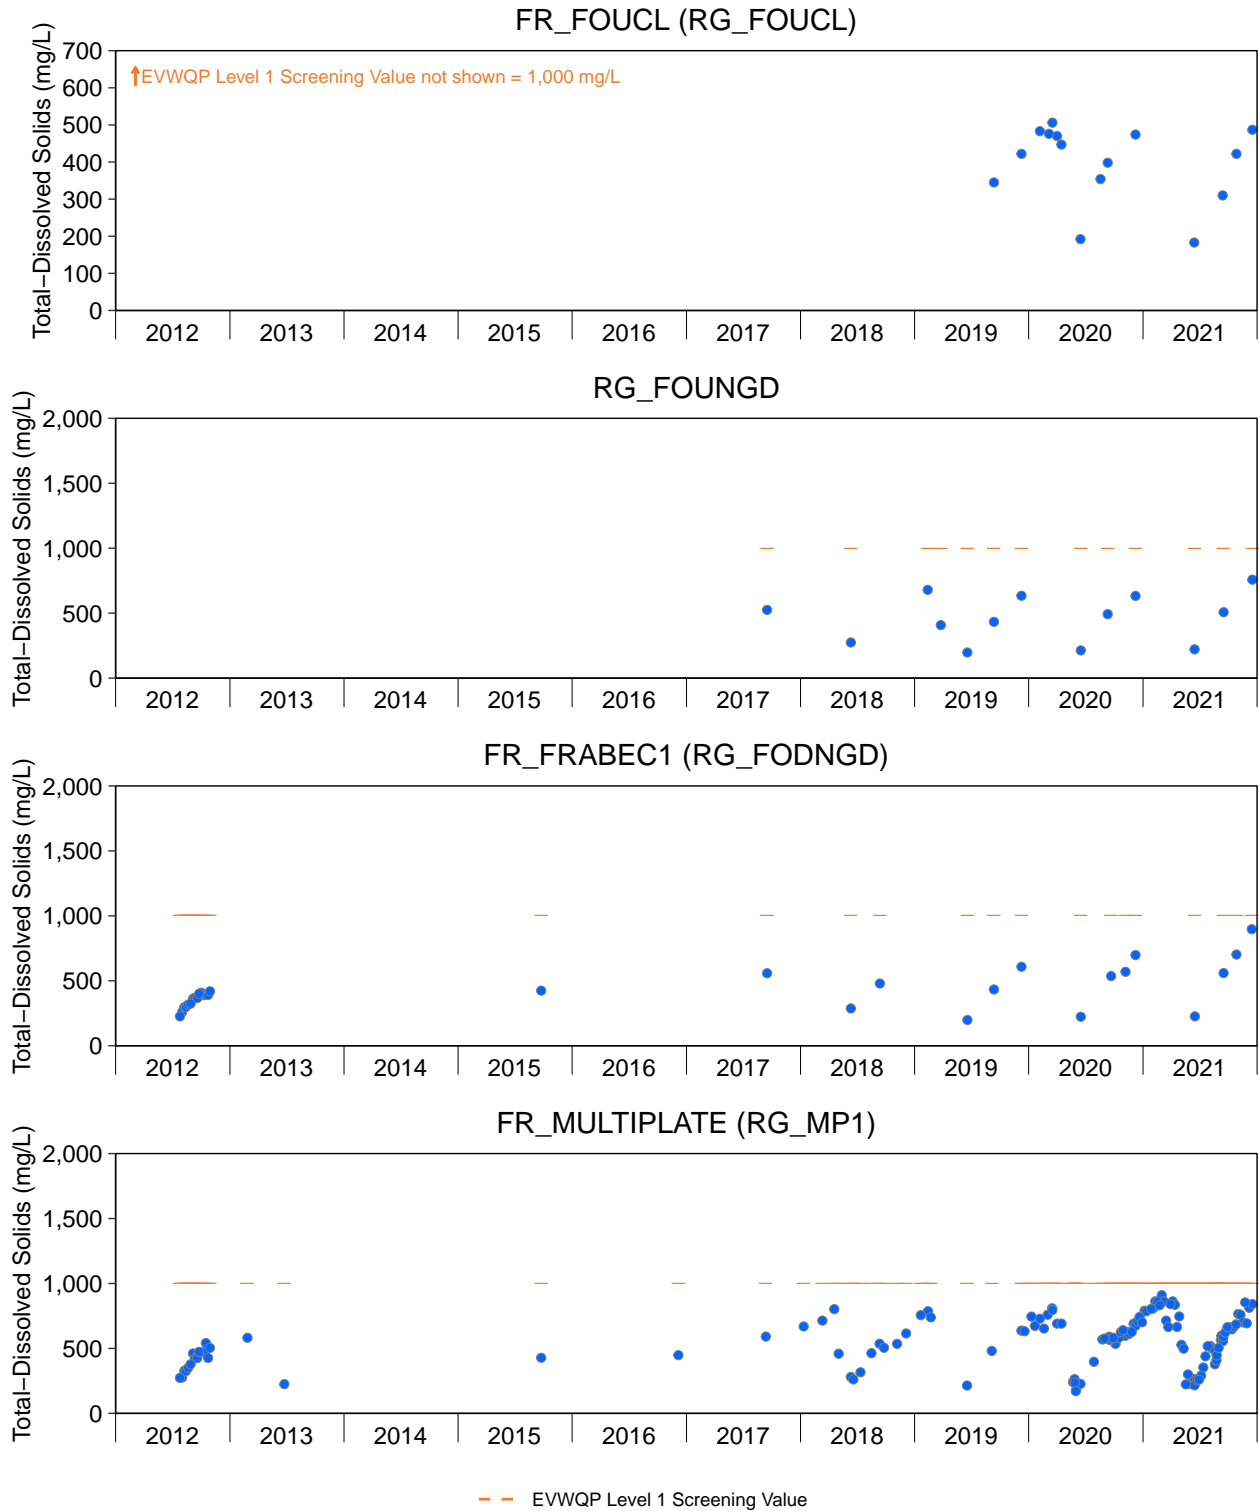 FR_FOUCL (RG_FOUCL)
Total−Dissolved Solids (mg/L)
700
600
500
400
300
200
100
0
EVWQP Level 1 Screening Value not shown = 1,000 mg/L
2012 2013 2014 2015 2016 2017 2018 2019 2020 2021
RG_FOUNGD
Total−Dissolved Solids (mg/L)
2,000
1,500
1,000
500
0
2012 2013 2014 2015 2016 2017 2018 2019 2020 2021
FR_FRABEC1 (RG_FODNGD)
Total−Dissolved Solids (mg/L)
2,000
1,500
1,000
500
0
2012 2013 2014 2015 2016 2017 2018 2019 2020 2021
FR_MULTIPLATE (RG_MP1)
Total−Dissolved Solids (mg/L)
2,000
1,500
1,000
500
0
2012 2013 2014 2015 2016 2017 2018 2019 2020 2021
EVWQP Level 1 Screening Value